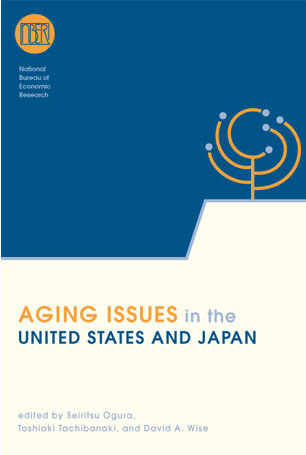 NBER
National
Bureau of
Economic
Research
AGING ISSUES in the
UNITED STATES AND JAPAN
edited by Seiritsu Ogura,
Toshiaki Tachibanaki, and David A. Wise